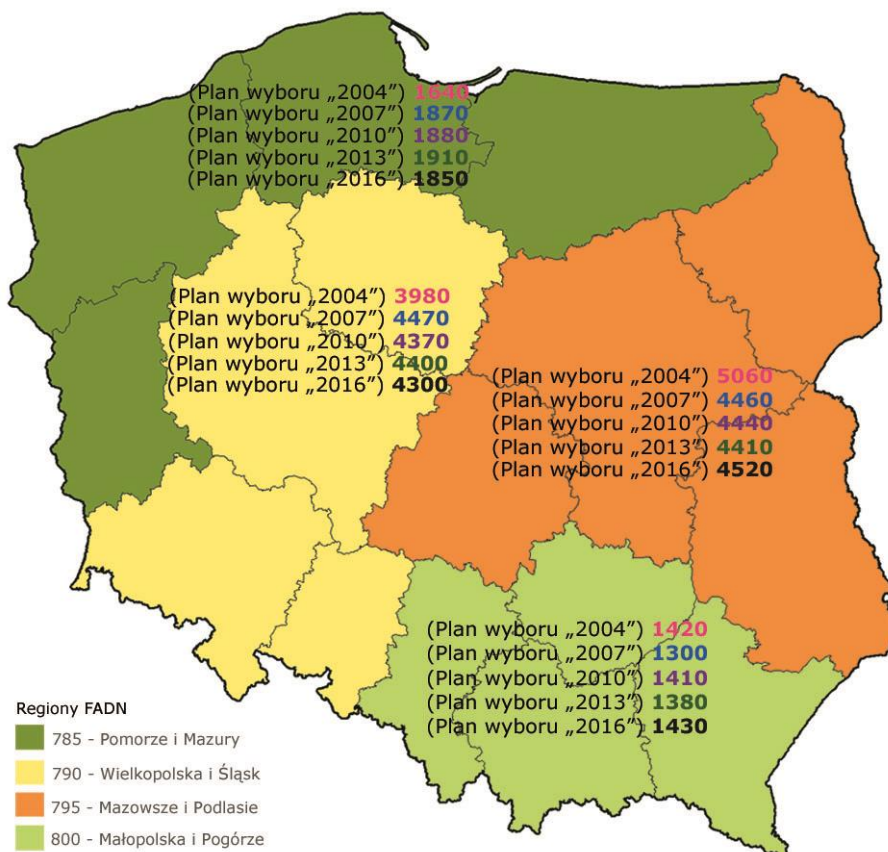 (Plan wyboru „2004”) 1640
(Plan wyboru „2007”) 1870
(Plan wyboru „2010”) 1880
(Plan wyboru „2013”) 1910
(Plan wyboru „2016”) 1850
(Plan wyboru „2004”) 3980
(Plan wyboru „2007”) 4470
(Plan wyboru „2010”) 4370
(Plan wyboru „2013”) 4400
(Plan wyboru „2016”) 4300
(Plan wyboru „2004”) 5060
(Plan wyboru „2007”) 4460
(Plan wyboru „2010”) 4440
(Plan wyboru „2013”) 4410
(Plan wyboru „2016”) 4520
(Plan wyboru „2004”) 1420
(Plan wyboru „2007”) 1300
(Plan wyboru „2010”) 1410
(Plan wyboru „2013”) 1380
(Plan wyboru „2016”) 1430
Regiony FADN
785 - Pomorze i Mazury
790 - Wielkopolska i Śląsk
795 - Mazowsze i Podlasie
800 - Małopolska i Pogórze